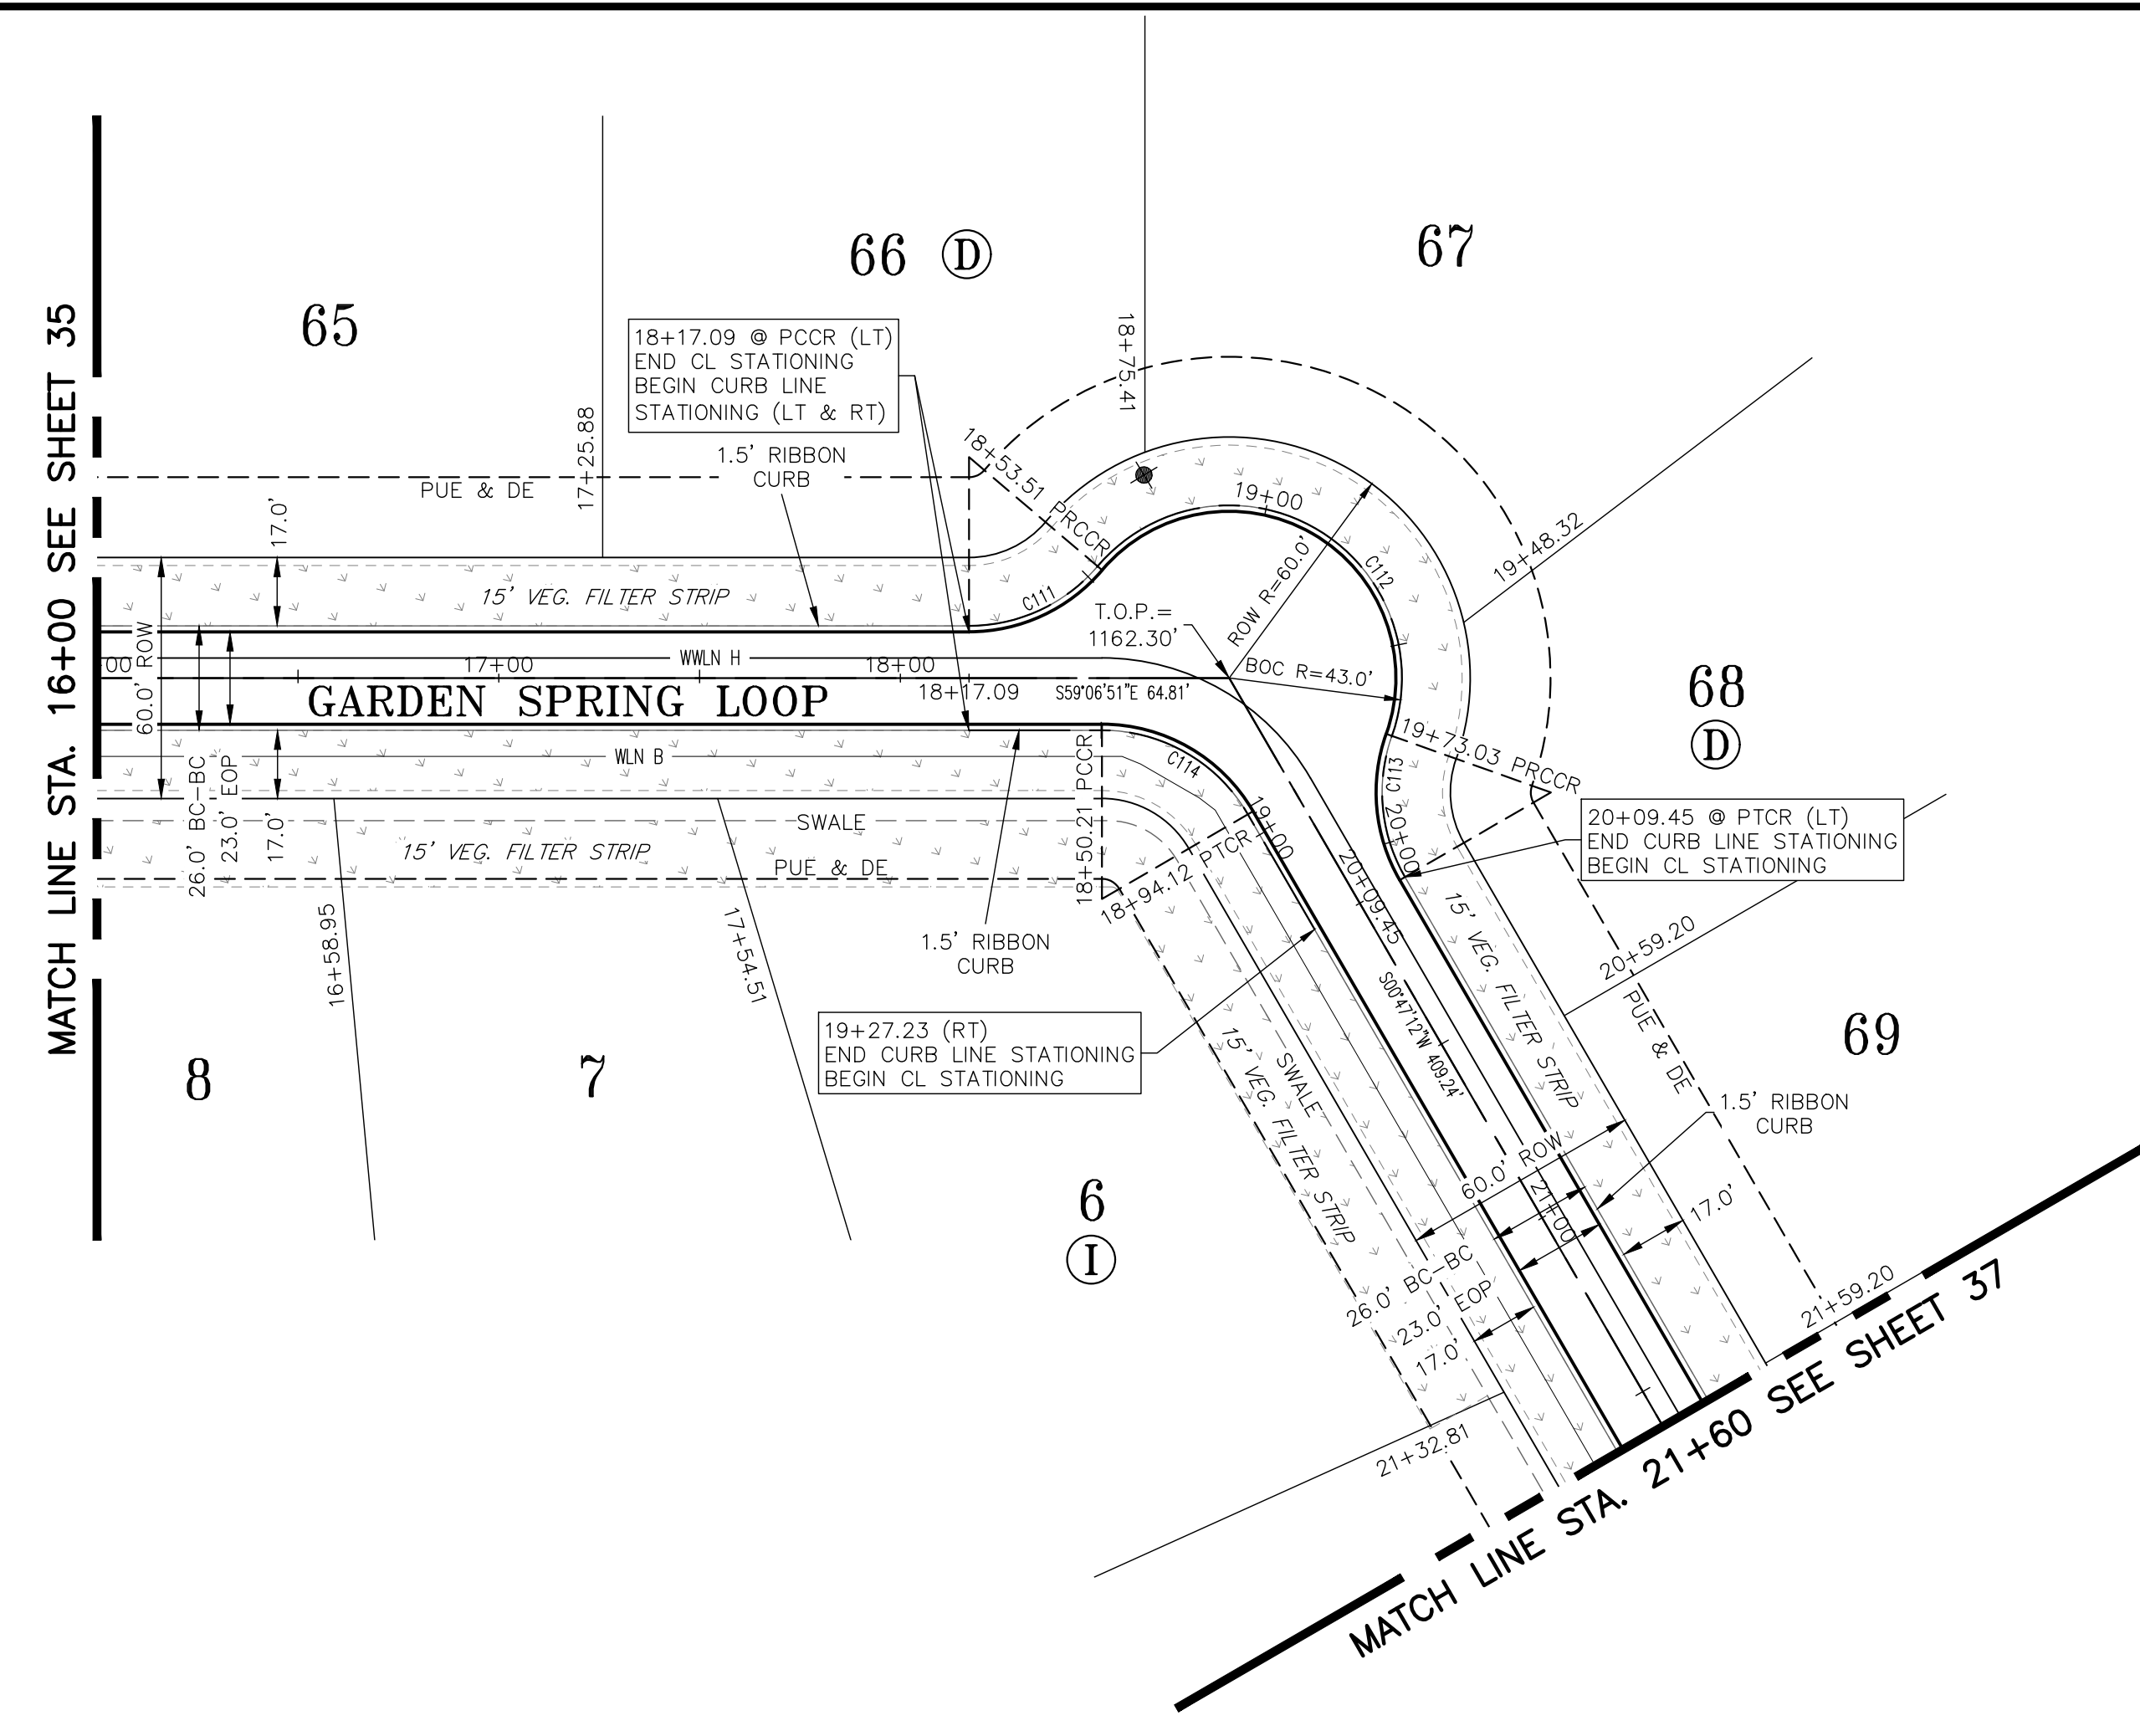 MATCH LINE STA. 16+00 SEE SHEET 35
65
66 D
67
18+17.09 @ PCCR (LT)
END CL STATIONING
BEGIN CURB LINE
STATIONING (LT & RT)
18+75.41
17+25.88
1.5' RIBBON
CURB
18+53.51 PRCCR
PUE & DE
17.0'
19+00
C112
19+48.32
ROW R=60.0'
15' VEG. FILTER STRIP
C111
T.O.P.=
1162.30'
60.0' ROW
00
17+00
WWLN H
18+00
BOC R=43.0'
68
D
18+17.09
S59°06'51"E 64.81'
GARDEN SPRING LOOP
19+73.03 PRCCR
WLN B
C114
C113
26.0' BC-BC
23.0' EOP
17.0'
18+50.21 PCCR
20+09.45 @ PTCR (LT)
END CURB LINE STATIONING
BEGIN CL STATIONING
SWALE
15' VEG. FILTER STRIP
PUE & DE
19+00
20+00
18+94.12 PTCR
20+09.45
16+58.95
17+54.51
1.5' RIBBON
CURB
15' VEG. FILTER STRIP
20+59.20
PUE & DE
S00°47'12"W 409.24'
19+27.23 (RT)
END CURB LINE STATIONING
BEGIN CL STATIONING
69
8
7
SWALE
15' VEG. FILTER STRIP
1.5' RIBBON
CURB
6
I
60.0' ROW
21+00
17.0'
26.0' BC-BC
23.0' EOP
17.0'
21+59.20
21+32.81
MATCH LINE STA. 21+60 SEE SHEET 37